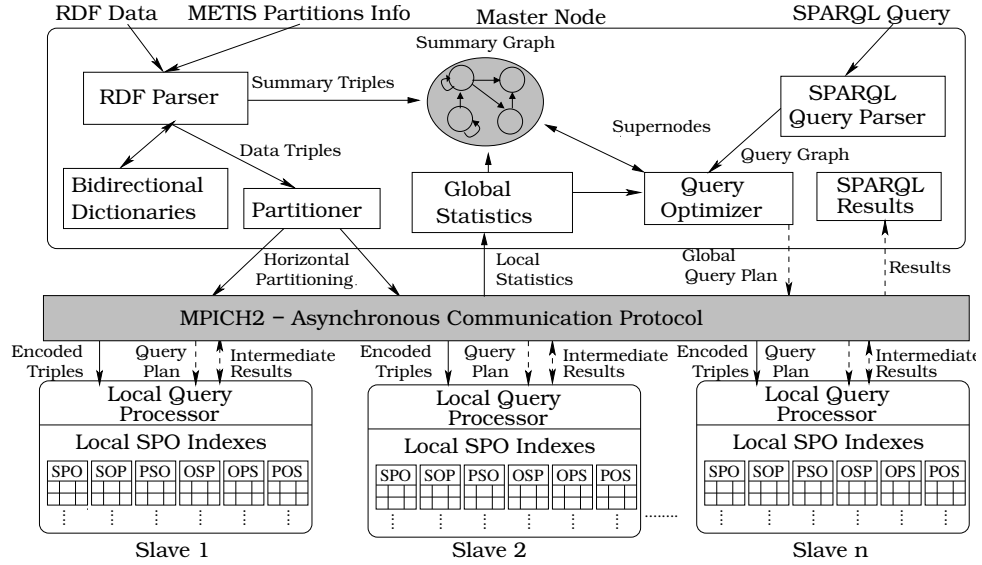 RDF Data
METIS Partitions Info
Master Node
SPARQL Query
Summary Graph
RDF Parser
Summary Triples
SPARQL
Query Parser
Supernodes
Query Graph
Data Triples
Bidirectional
Dictionaries
Partitioner
Global
Statistics
Query
Optimizer
SPARQL
Results
Horizontal
Partitioning
Local
Statistics
Global
Query Plan
Results
MPICH2 – Asynchronous Communication Protocol
Encoded
Triples
Query
Plan
Intermediate
Results
Encoded
Triples
Query
Plan
Intermediate
Results
Encoded
Triples
Query
Plan
Intermediate
Results
Local Query
Processor
Local SPO Indexes
SPO SOP PSO OSP OPS POS
Slave 1
Local Query
Processor
Local SPO Indexes
SPO SOP PSO OSP OPS POS
Slave 2
........
Local Query
Processor
Local SPO Indexes
SPO SOP PSO OSP OPS POS
Slave n